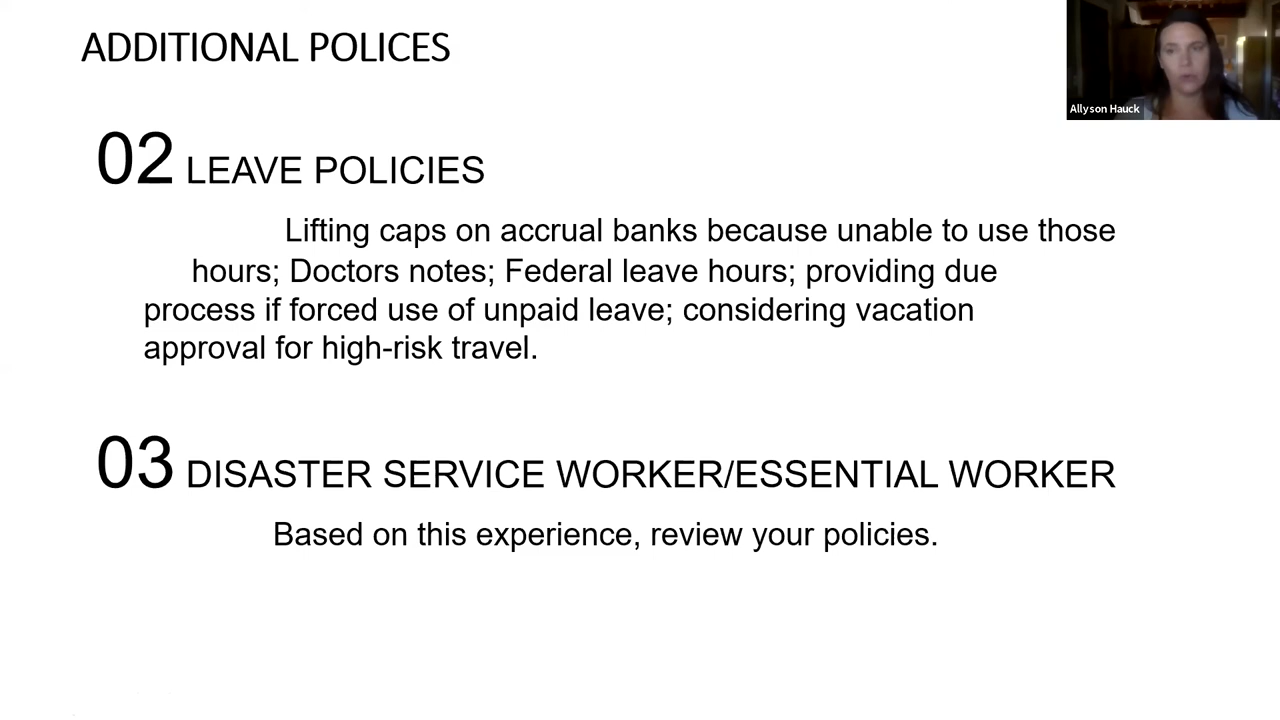 ADDITIONAL POLICES
Allyson Hauck
02 LEAVE POLICIES
Lifting caps on accrual banks because unable to use those
hours; Doctors notes; Federal leave hours; providing due
process if forced use of unpaid leave; considering vacation
approval for high-risk travel.
03 DISASTER SERVICE WORKER/ESSENTIAL WORKER
Based on this experience, review your policies.